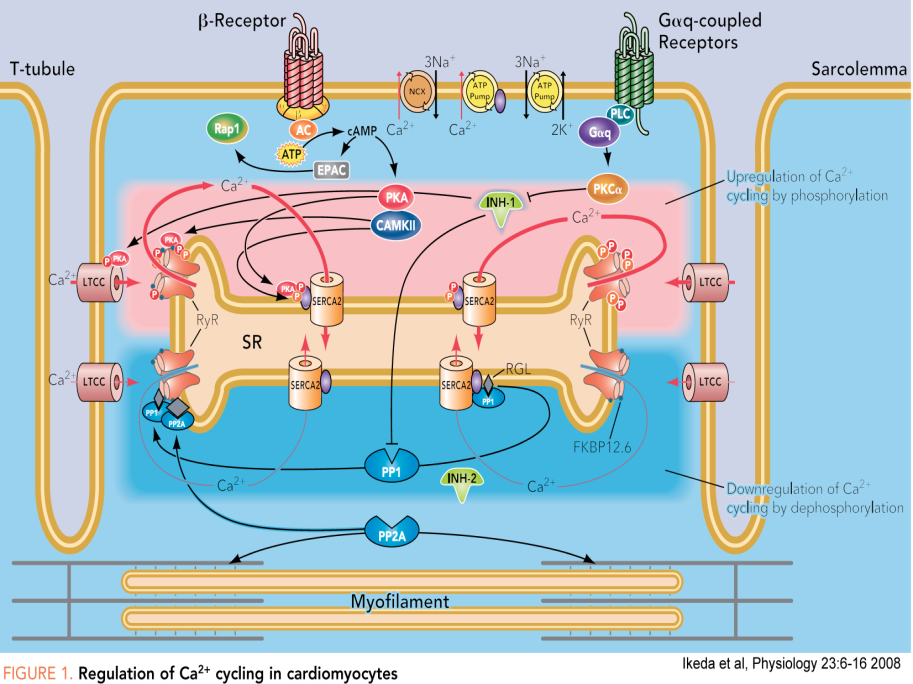 β-Receptor
Gαq-coupled
Receptors
T-tubule
Sarcolemma
3Na⁺
3Na⁺
NCX
ATP
Pump
ATP
Pump
Ca²⁺
Ca²⁺
2K⁺
β
AC
ATP
cAMP
Rap1
EPAC
PLC
Gαq
PKCα
Upregulation of Ca²⁺
cycling by phosphorylation
Ca²⁺
PKA
CAMKII
INH-1
Ca²⁺
PKA
P
P
P
P
PKA
P
P
Ca²⁺
LTCC
PKA
P
P
P
SERCA2
P
P
SERCA2
P
P
P
P
P
P
LTCC
RyR
SR
RyR
Ca²⁺
LTCC
SERCA2
SERCA2
RGL
PP1
LTCC
PP1
PP2A
FKBP12.6
PP1
INH-2
Ca²⁺
Ca²⁺
Downregulation of Ca²⁺
cycling by dephosphorylation
PP2A
Myofilament
Ikeda et al, Physiology 23:6-16 2008
FIGURE 1. Regulation of Ca²⁺ cycling in cardiomyocytes